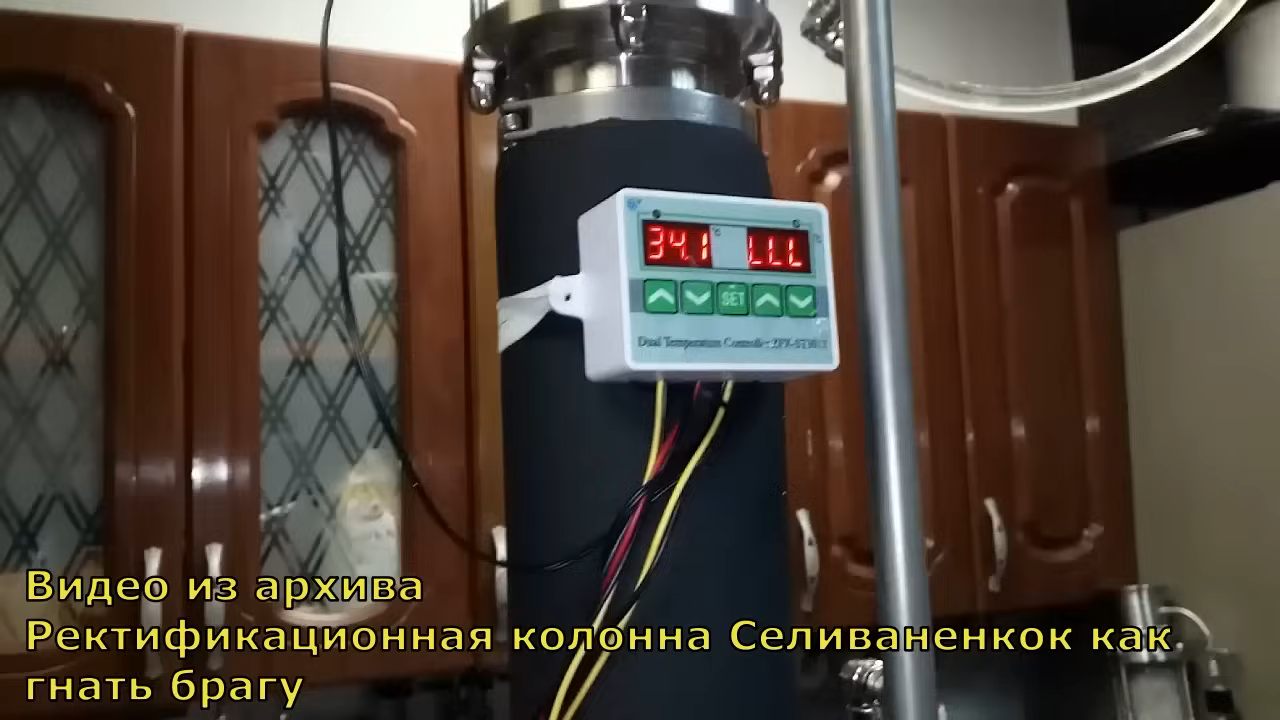 34.1 °C LLL °C
SET
Dual Temperature Controller
Видео из архива
Ректификационная колонна Селиваненкок как
гнать брагу